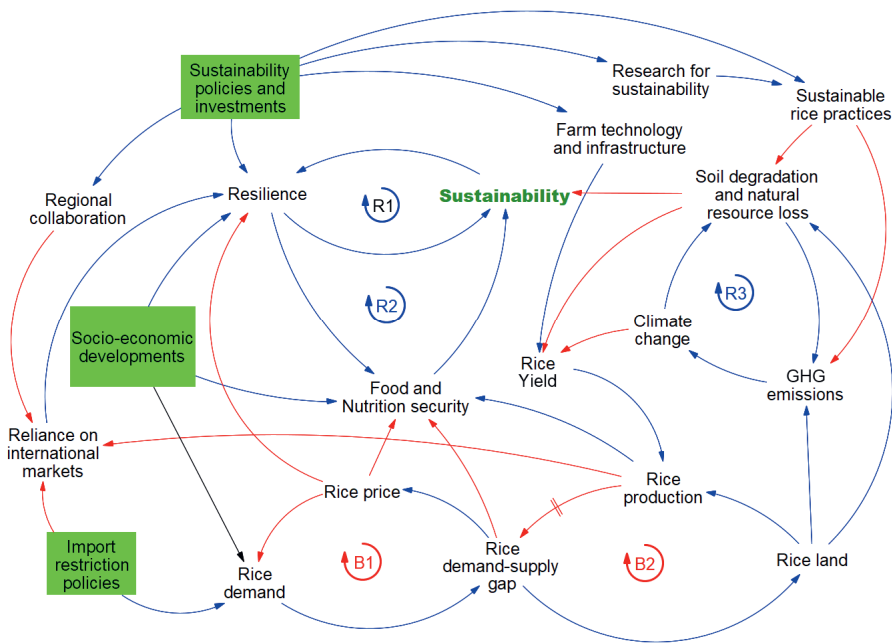 Sustainability
policies and
investments
Research for
sustainability
Sustainable
rice practices
Farm technology
and infrastructure
Regional
collaboration
Resilience
R1
Sustainability
Soil degradation
and natural
resource loss
R2
R3
Socio-economic
developments
Climate
change
Rice
Yield
GHG
emissions
Food and
Nutrition security
Reliance on
international
markets
Rice price
Rice
production
Import
restriction
policies
Rice
demand
B1
Rice
demand-supply
gap
B2
Rice land